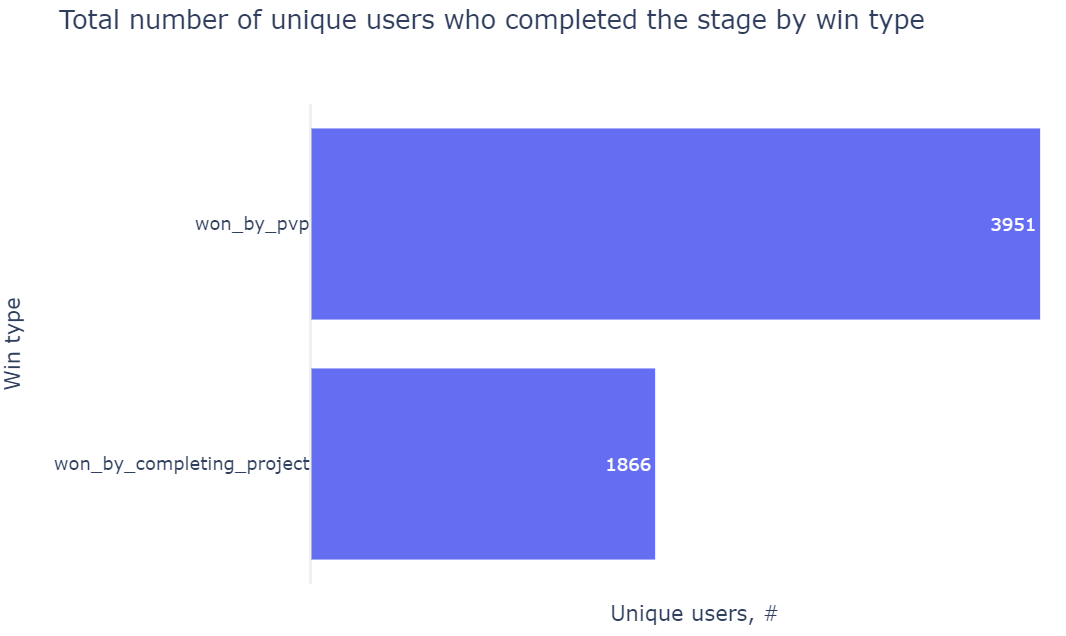 Total number of unique users who completed the stage by win type
won_by_pvp
3951
Win type
won_by_completing_project
1866
Unique users, #